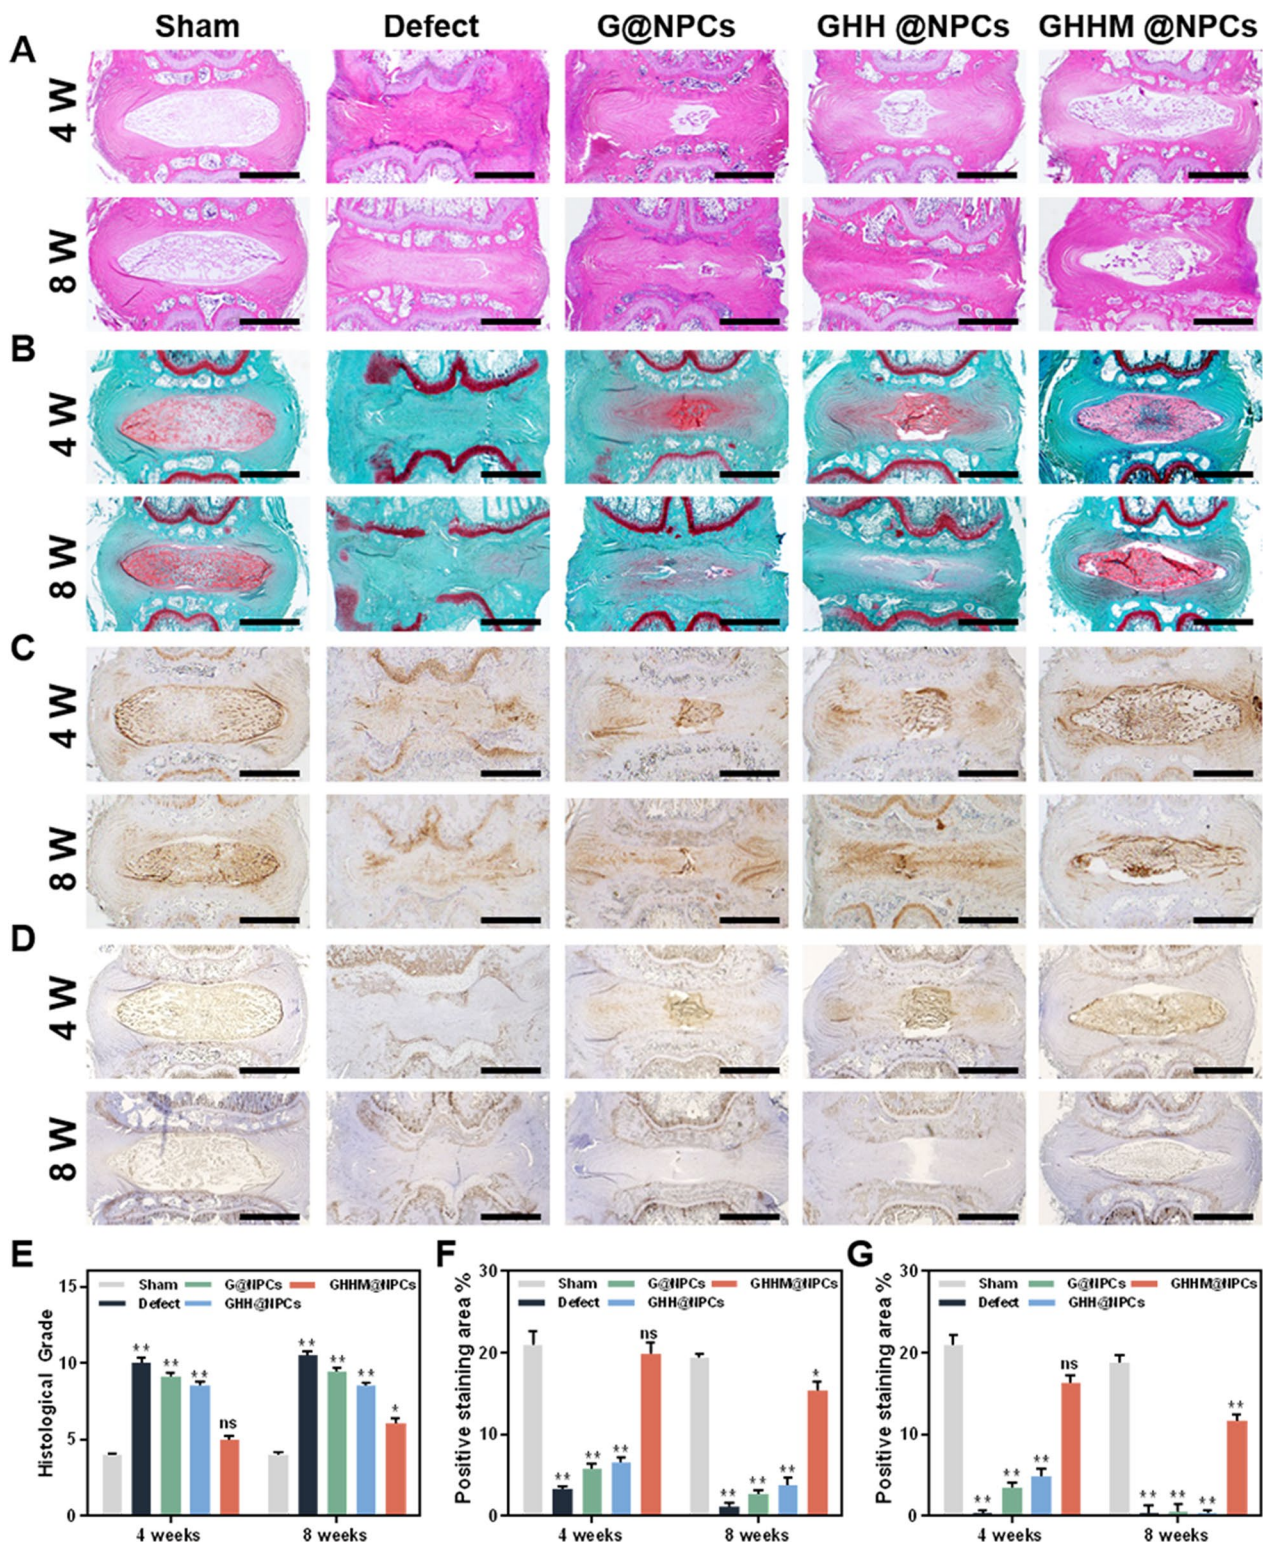 Sham Defect G@NPCs GHH @NPCs GHHM @NPCs
A
4 W
8 W
B
4 W
8 W
C
4 W
8 W
D
4 W
8 W
E
Histological Grade
15
10
5
0
Sham G@NPCs GHHM@NPCs
Defect GHH@NPCs
** ** ** ns
** ** ** *
4 weeks 8 weeks
F
Positive staining area %
30
20
10
0
Sham G@NPCs GHHM@NPCs
Defect GHH@NPCs
** ** ** ns
** ** ** *
4 weeks 8 weeks
G
Positive staining area %
30
20
10
0
Sham G@NPCs GHHM@NPCs
Defect GHH@NPCs
** ** ** ns
** ** ** **
4 weeks 8 weeks